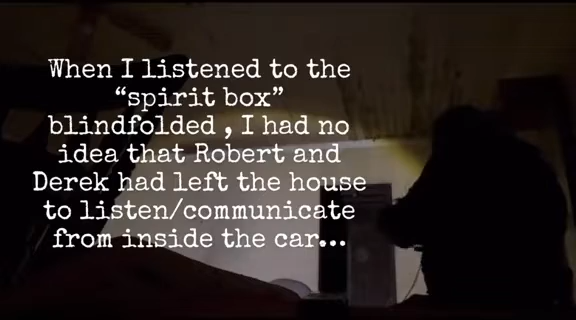 When I listened to the
“spirit box”
blindfolded , I had no
idea that Robert and
Derek had left the house
to listen/communicate
from inside the car...